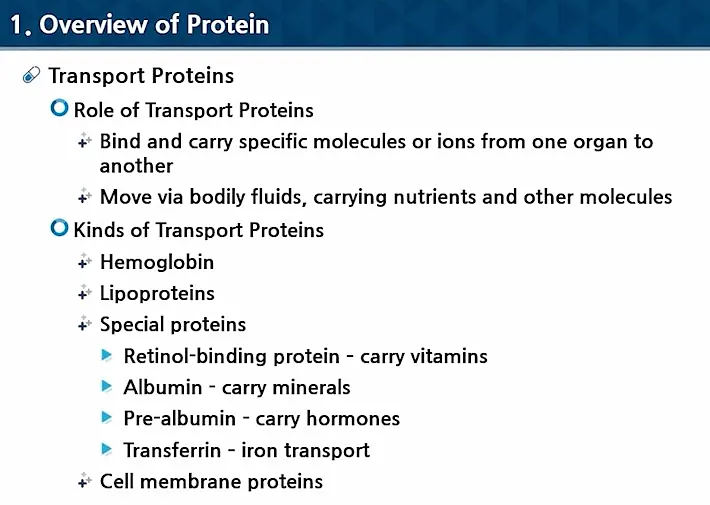 1. Overview of Protein
Transport Proteins
Role of Transport Proteins
Bind and carry specific molecules or ions from one organ to
another
Move via bodily fluids, carrying nutrients and other molecules
Kinds of Transport Proteins
Hemoglobin
Lipoproteins
Special proteins
Retinol-binding protein - carry vitamins
Albumin - carry minerals
Pre-albumin - carry hormones
Transferrin - iron transport
Cell membrane proteins